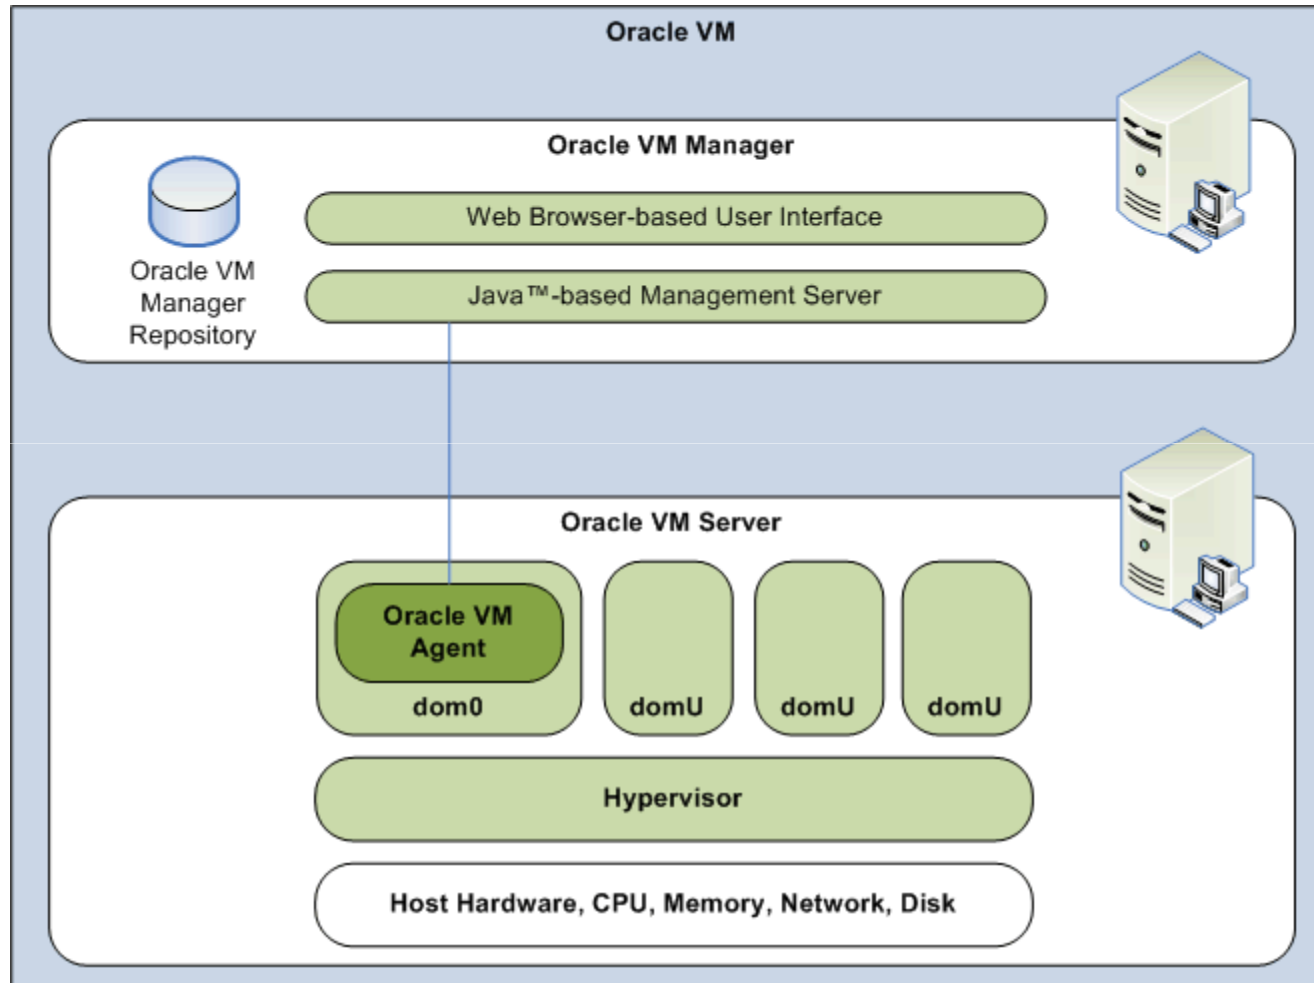 Oracle VM
Oracle VM Manager
Web Browser-based User Interface
Java™-based Management Server
Oracle VM
Manager
Repository
Oracle VM Server
Oracle VM
Agent
dom0
domU
domU
domU
Hypervisor
Host Hardware, CPU, Memory, Network, Disk